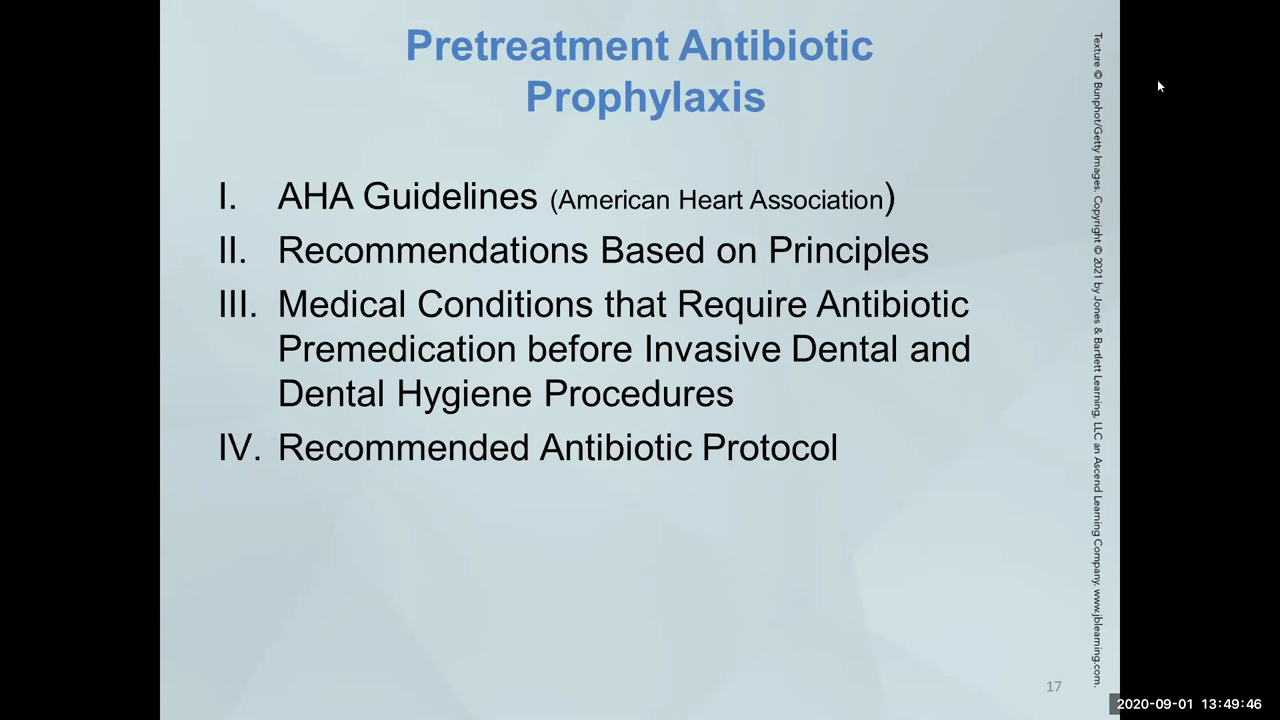 Pretreatment Antibiotic
Prophylaxis
I. AHA Guidelines (American Heart Association)
II. Recommendations Based on Principles
III. Medical Conditions that Require Antibiotic
Premedication before Invasive Dental and
Dental Hygiene Procedures
IV. Recommended Antibiotic Protocol
Texture © Bunphot/Getty Images. Copyright © 2021 by Jones & Bartlett Learning, LLC an Ascend Learning Company. www.jblearning.com.
17
2020-09-01 13:49:46